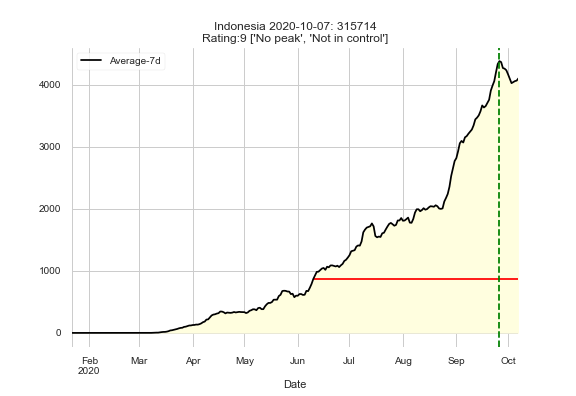 Indonesia 2020-10-07: 315714
Rating:9 ['No peak', 'Not in control']
Average-7d
4000
3000
2000
1000
0
Feb Mar Apr May Jun Jul Aug Sep Oct
2020
Date